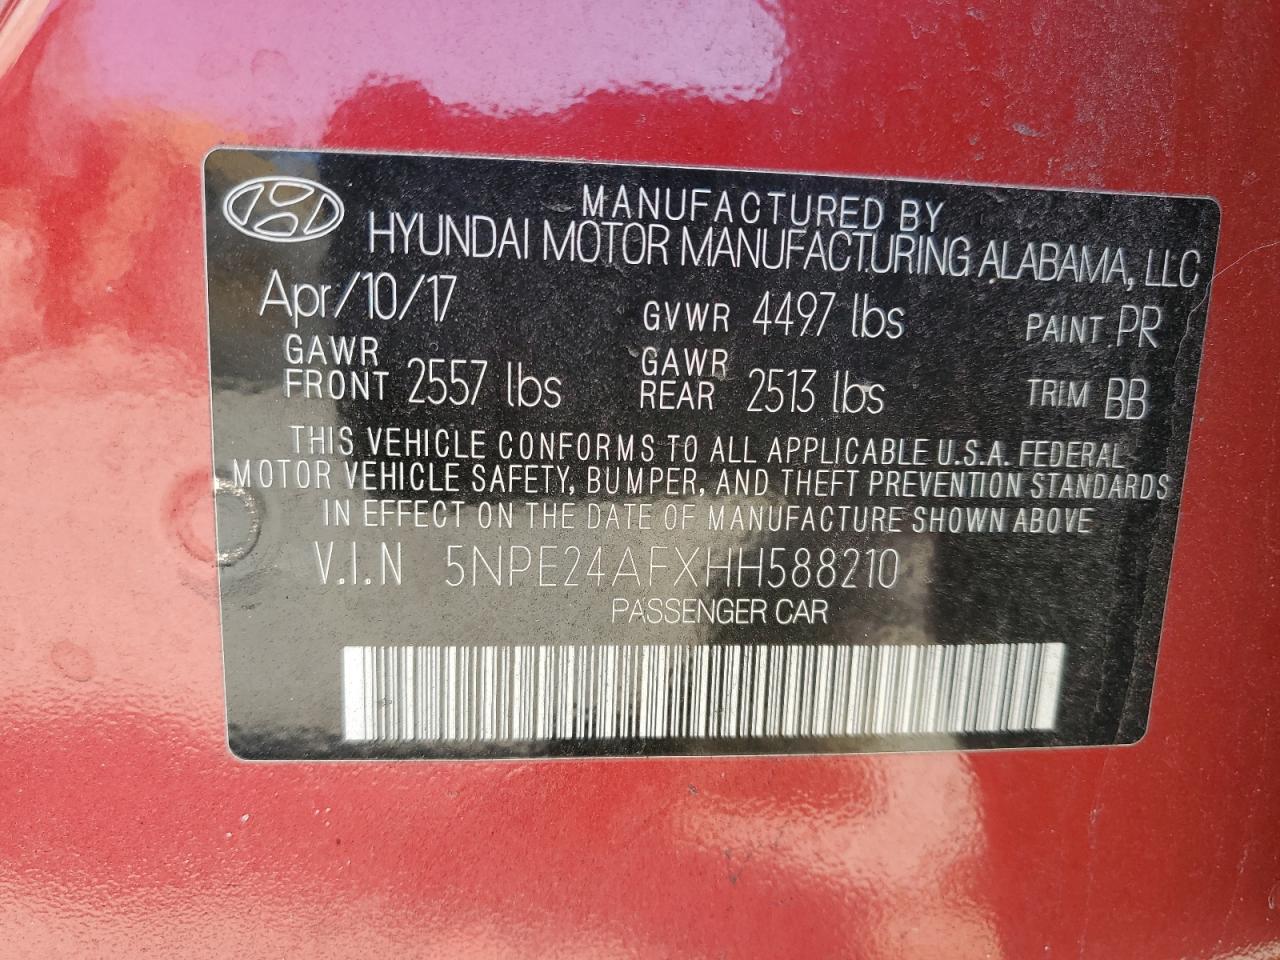 MANUFACTURED BY
HYUNDAI MOTOR MANUFACTURING ALABAMA, LLC
Apr/10/17 GVWR 4497 lbs PAINT PR
GAWR FRONT 2557 lbs GAWR REAR 2513 lbs TRIM BB
THIS VEHICLE CONFORMS TO ALL APPLICABLE U.S.A. FEDERAL
MOTOR VEHICLE SAFETY, BUMPER, AND THEFT PREVENTION STANDARDS
IN EFFECT ON THE DATE OF MANUFACTURE SHOWN ABOVE
V.I.N 5NPE24AFXHH588210
PASSENGER CAR